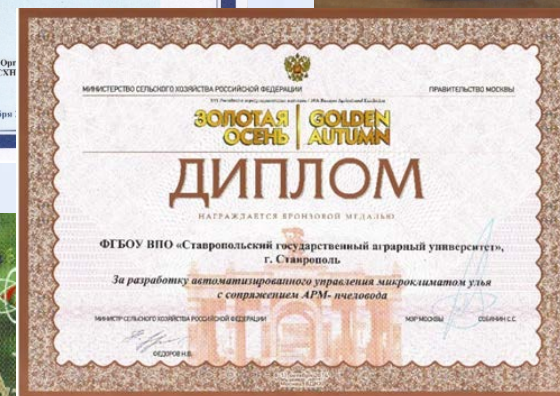 МИНИСТЕРСТВО СЕЛЬСКОГО ХОЗЯЙСТВА РОССИЙСКОЙ ФЕДЕРАЦИИ
ПРАВИТЕЛЬСТВО МОСКВЫ
ЗОЛОТАЯ ОСЕНЬ
GOLDEN AUTUMN
ДИПЛОМ
НАГРАЖДАЕТСЯ БРОНЗОВОЙ МЕДАЛЬЮ
ФГБОУ ВПО «Ставропольский государственный аграрный университет»,
г. Ставрополь
За разработку автоматизированного управления микроклиматом улья
с сопряжением АРМ- пчеловода
МИНИСТР СЕЛЬСКОГО ХОЗЯЙСТВА РОССИЙСКОЙ ФЕДЕРАЦИИ
МЭР МОСКВЫ
СОБЯНИН С.С.
ФЕДОРОВ Н.В.